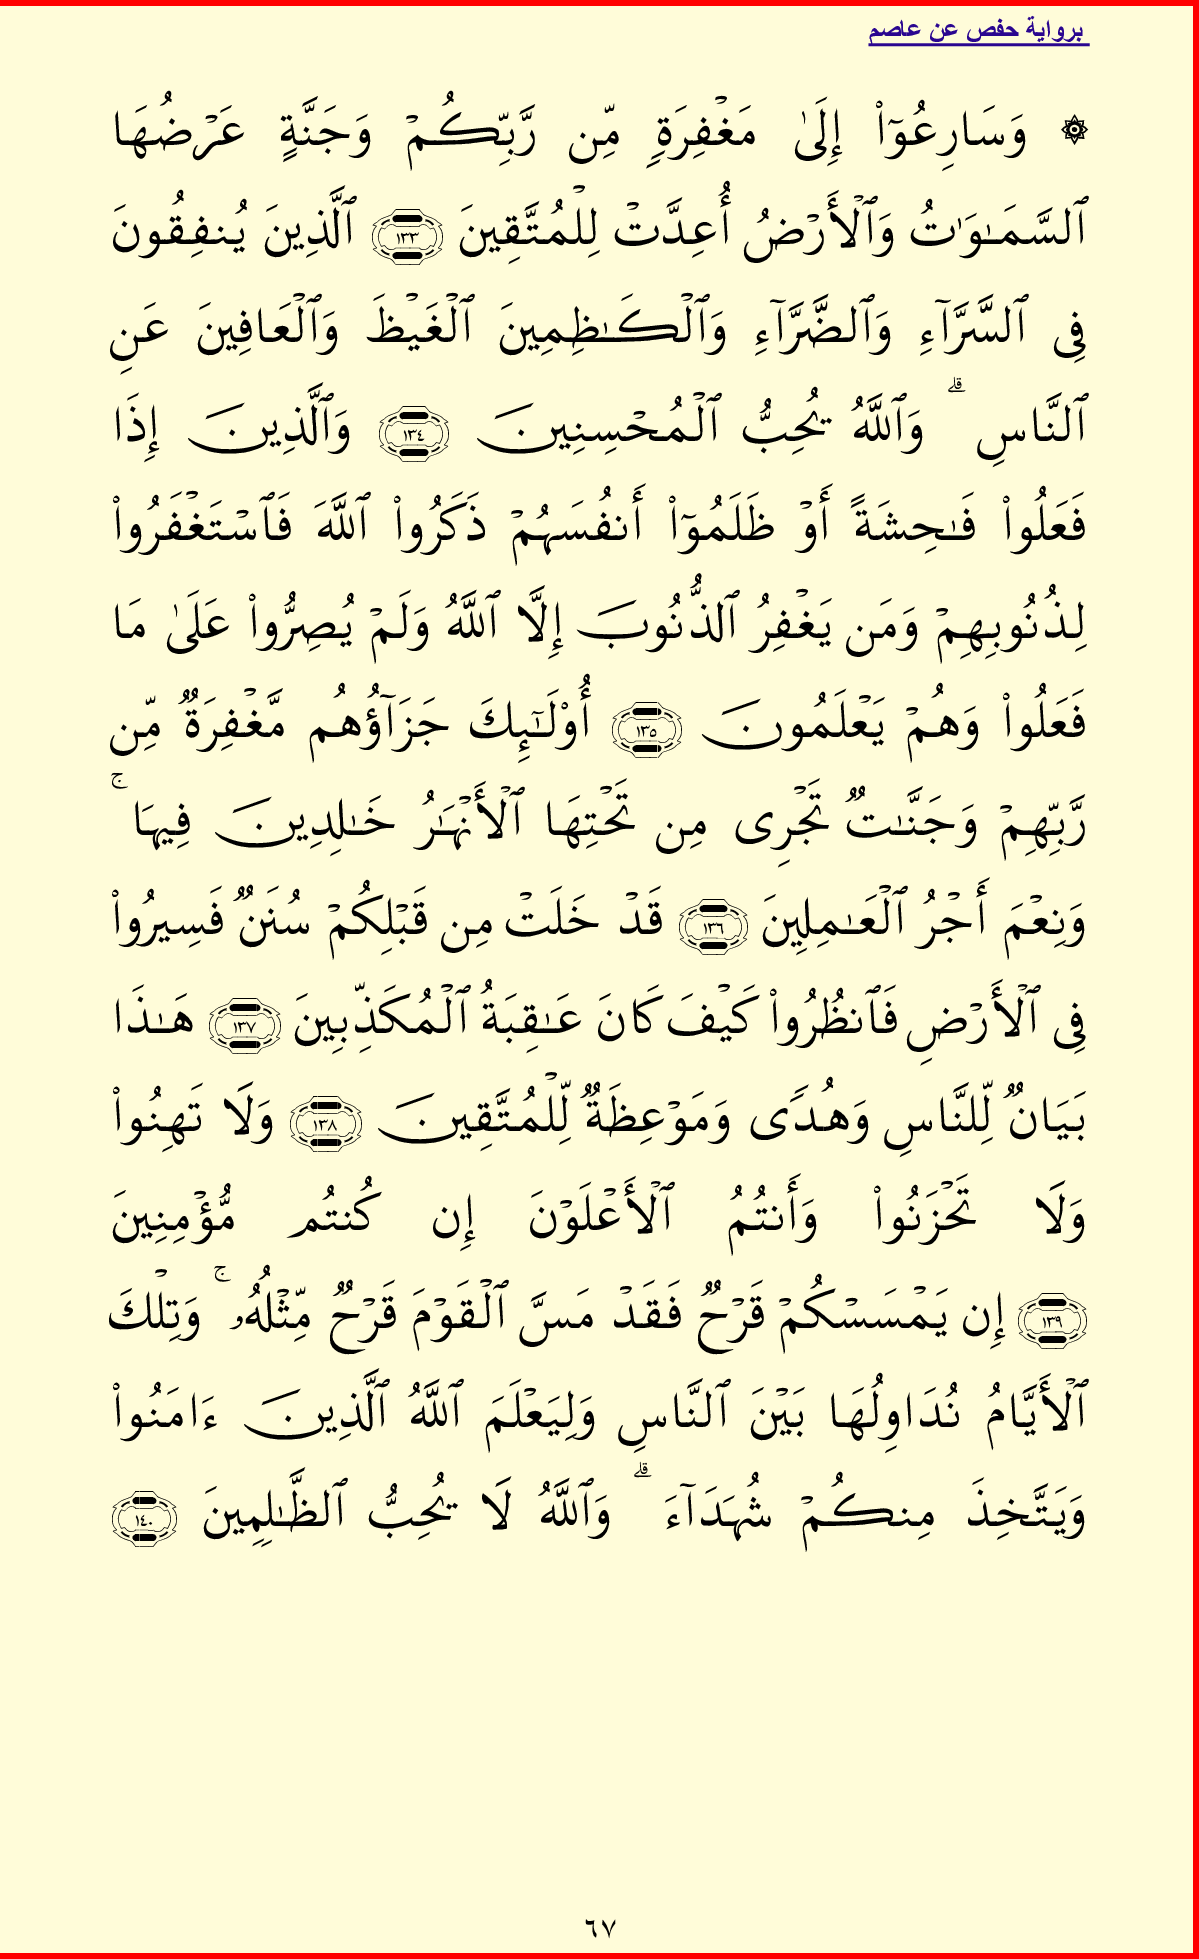 برواية حفص عن عاصم
۞ وَسَارِعُوٓا۟ إِلَىٰ مَغْفِرَةٍۢ مِّن رَّبِّكُمْ وَجَنَّةٍ عَرْضُهَا
ٱلسَّمَـٰوَٰتُ وَٱلْأَرْضُ أُعِدَّتْ لِلْمُتَّقِينَ ١٣٣ ٱلَّذِينَ يُنفِقُونَ
فِى ٱلسَّرَّآءِ وَٱلضَّرَّآءِ وَٱلْكَـٰظِمِينَ ٱلْغَيْظَ وَٱلْعَافِينَ عَنِ
ٱلنَّاسِ ۗ وَٱللَّهُ يُحِبُّ ٱلْمُحْسِنِينَ ١٣٤ وَٱلَّذِينَ إِذَا
فَعَلُوا۟ فَـٰحِشَةً أَوْ ظَلَمُوٓا۟ أَنفُسَهُمْ ذَكَرُوا۟ ٱللَّهَ فَٱسْتَغْفَرُوا۟
لِذُنُوبِهِمْ وَمَن يَغْفِرُ ٱلذُّنُوبَ إِلَّا ٱللَّهُ وَلَمْ يُصِرُّوا۟ عَلَىٰ مَا
فَعَلُوا۟ وَهُمْ يَعْلَمُونَ ١٣٥ أُو۟لَـٰٓئِكَ جَزَآؤُهُم مَّغْفِرَةٌۭ مِّن
رَّبِّهِمْ وَجَنَّـٰتٌۭ تَجْرِى مِن تَحْتِهَا ٱلْأَنْهَـٰرُ خَـٰلِدِينَ فِيهَا ۚ
وَنِعْمَ أَجْرُ ٱلْعَـٰمِلِينَ ١٣٦ قَدْ خَلَتْ مِن قَبْلِكُمْ سُنَنٌۭ فَسِيرُوا۟
فِى ٱلْأَرْضِ فَٱنظُرُوا۟ كَيْفَ كَانَ عَـٰقِبَةُ ٱلْمُكَذِّبِينَ ١٣٧ هَـٰذَا
بَيَانٌۭ لِّلنَّاسِ وَهُدًۭى وَمَوْعِظَةٌۭ لِّلْمُتَّقِينَ ١٣٨ وَلَا تَهِنُوا۟
وَلَا تَحْزَنُوا۟ وَأَنتُمُ ٱلْأَعْلَوْنَ إِن كُنتُم مُّؤْمِنِينَ
١٣٩ إِن يَمْسَسْكُمْ قَرْحٌۭ فَقَدْ مَسَّ ٱلْقَوْمَ قَرْحٌۭ مِّثْلُهُۥ ۚ وَتِلْكَ
ٱلْأَيَّامُ نُدَاوِلُهَا بَيْنَ ٱلنَّاسِ وَلِيَعْلَمَ ٱللَّهُ ٱلَّذِينَ ءَامَنُوا۟
وَيَتَّخِذَ مِنكُمْ شُهَدَآءَ ۗ وَٱللَّهُ لَا يُحِبُّ ٱلظَّـٰلِمِينَ ١٤٠
٦٧